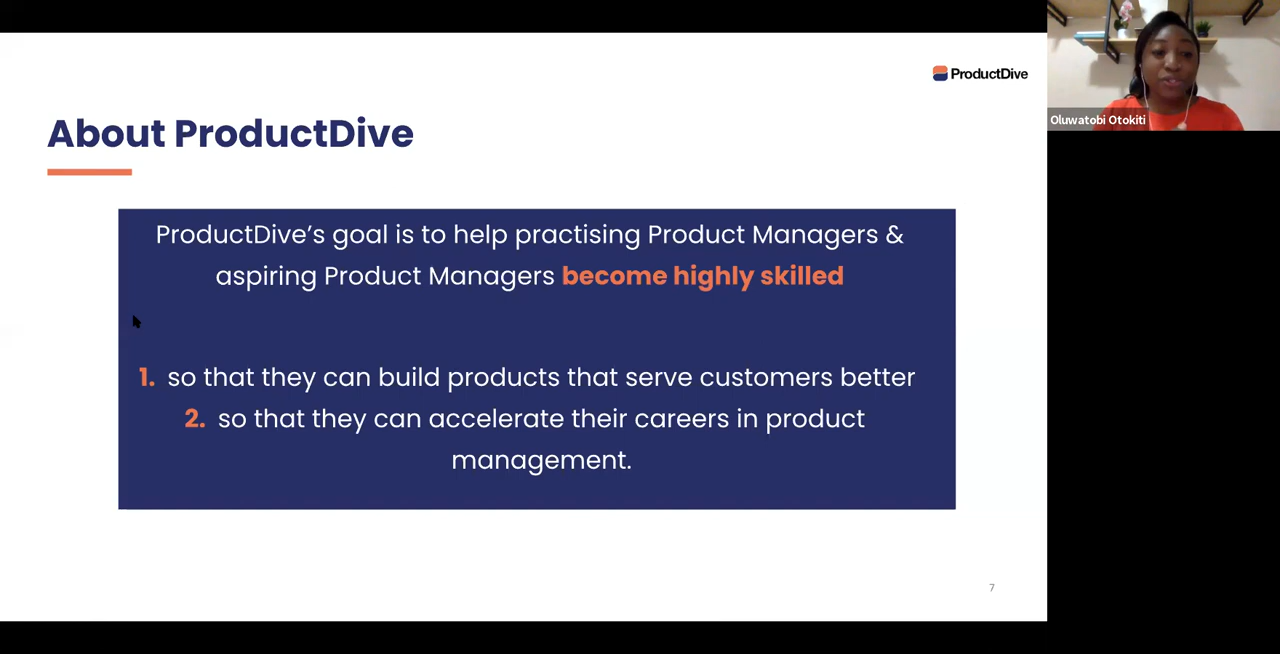 ProductDive
Oluwatobi Otokiti
About ProductDive
ProductDive’s goal is to help practising Product Managers &
aspiring Product Managers become highly skilled
1. so that they can build products that serve customers better
2. so that they can accelerate their careers in product
management.
7